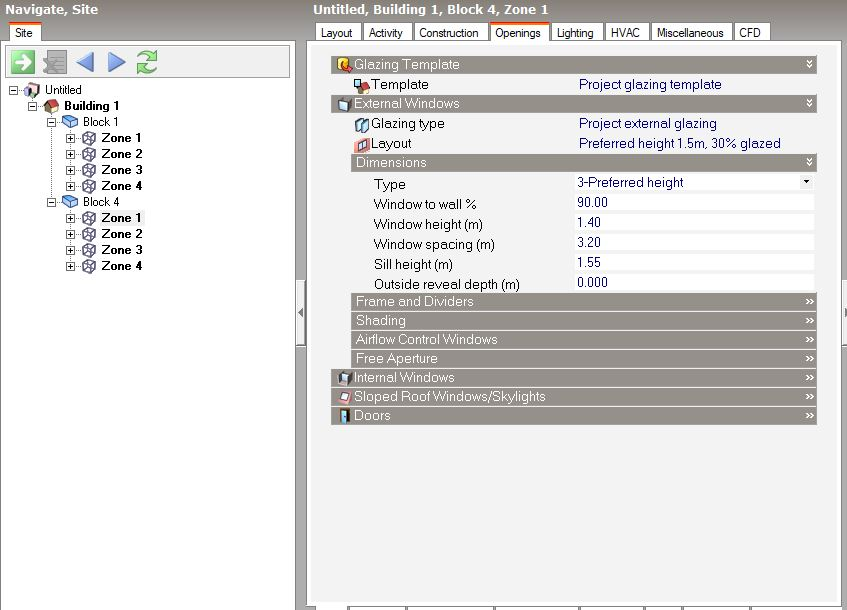 Navigate, Site
Site
Untitled
Building 1
Block 1
Zone 1
Zone 2
Zone 3
Zone 4
Block 4
Zone 1
Zone 2
Zone 3
Zone 4
Untitled, Building 1, Block 4, Zone 1
Layout Activity Construction Openings Lighting HVAC Miscellaneous CFD
Glazing Template
Template Project glazing template
External Windows
Glazing type Project external glazing
Layout Preferred height 1.5m, 30% glazed
Dimensions
Type 3-Preferred height
Window to wall % 90.00
Window height (m) 1.40
Window spacing (m) 3.20
Sill height (m) 1.55
Outside reveal depth (m) 0.000
Frame and Dividers
Shading
Airflow Control Windows
Free Aperture
Internal Windows
Sloped Roof Windows/Skylights
Doors